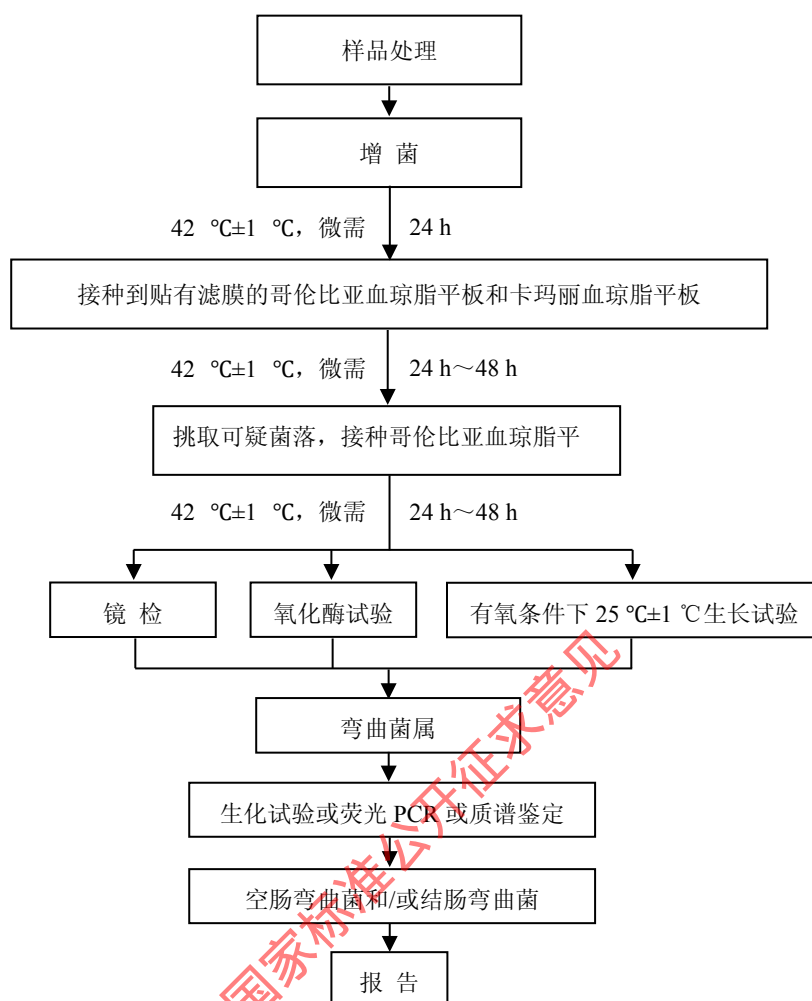 样品处理
增 菌
42 ℃±1 ℃，微需 24 h
接种到贴有滤膜的哥伦比亚血琼脂平板和卡玛丽血琼脂平板
42 ℃±1 ℃，微需 24 h～48 h
挑取可疑菌落，接种哥伦比亚血琼脂平
42 ℃±1 ℃，微需 24 h～48 h
镜 检
氧化酶试验
有氧条件下 25 ℃±1 ℃生长试验
弯曲菌属
生化试验或荧光 PCR 或质谱鉴定
空肠弯曲菌和/或结肠弯曲菌
报 告
国家标准公开征求意见